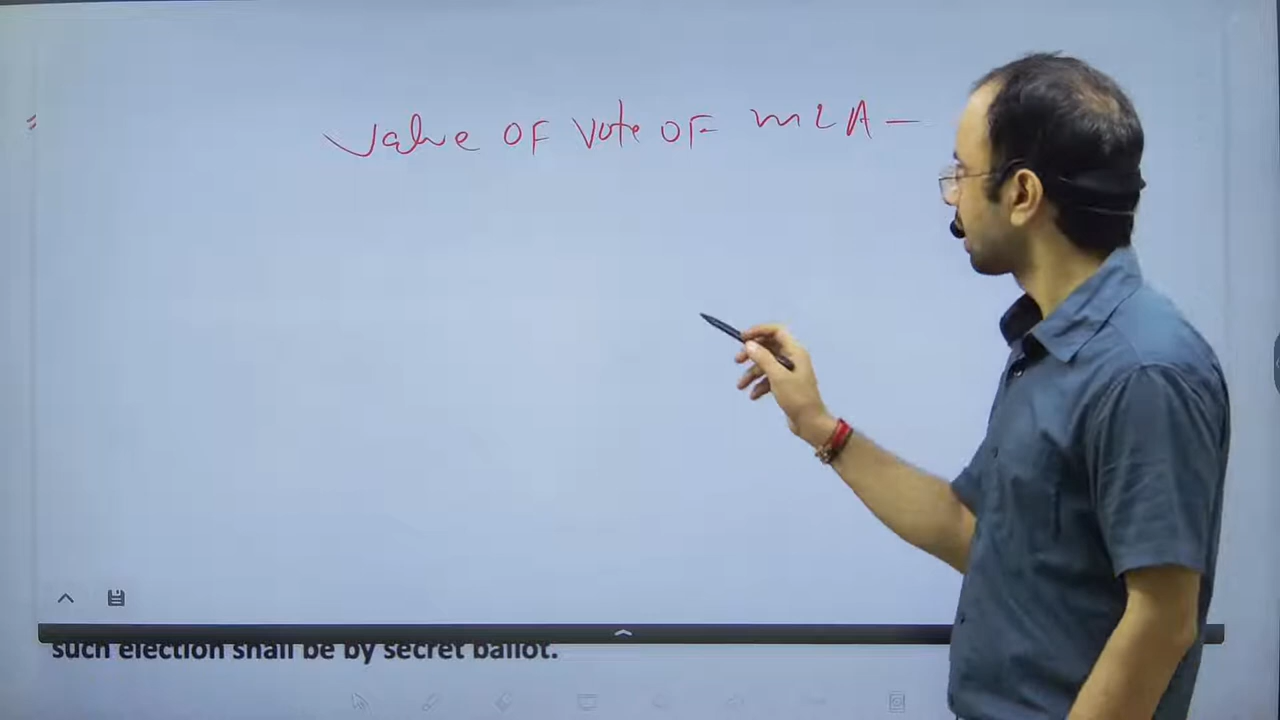 Value OF Vote OF MLA -
such election shall be by secret ballot.